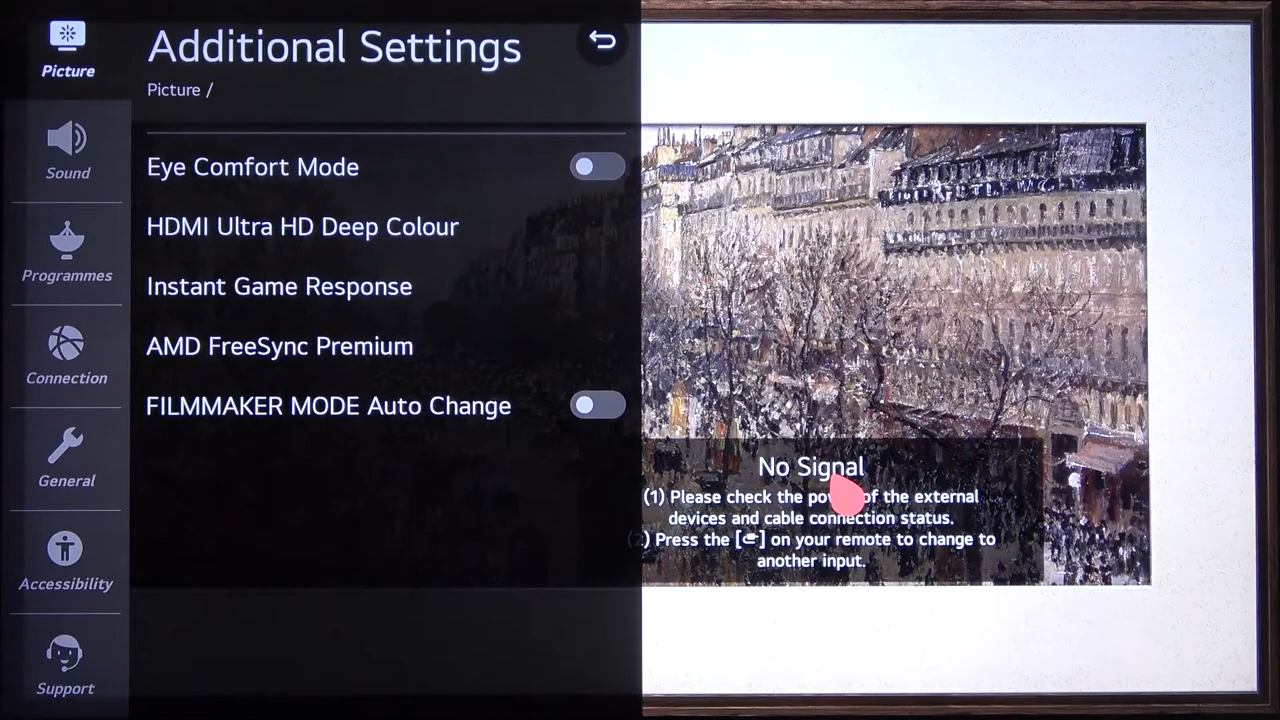 Picture
Sound
Programmes
Connection
General
Accessibility
Support
Additional Settings
Picture /
Eye Comfort Mode
HDMI Ultra HD Deep Colour
Instant Game Response
AMD FreeSync Premium
FILMMAKER MODE Auto Change
No Signal
(1) Please check the power of the external
devices and cable connection status.
(2) Press the [ ] on your remote to change to
another input.